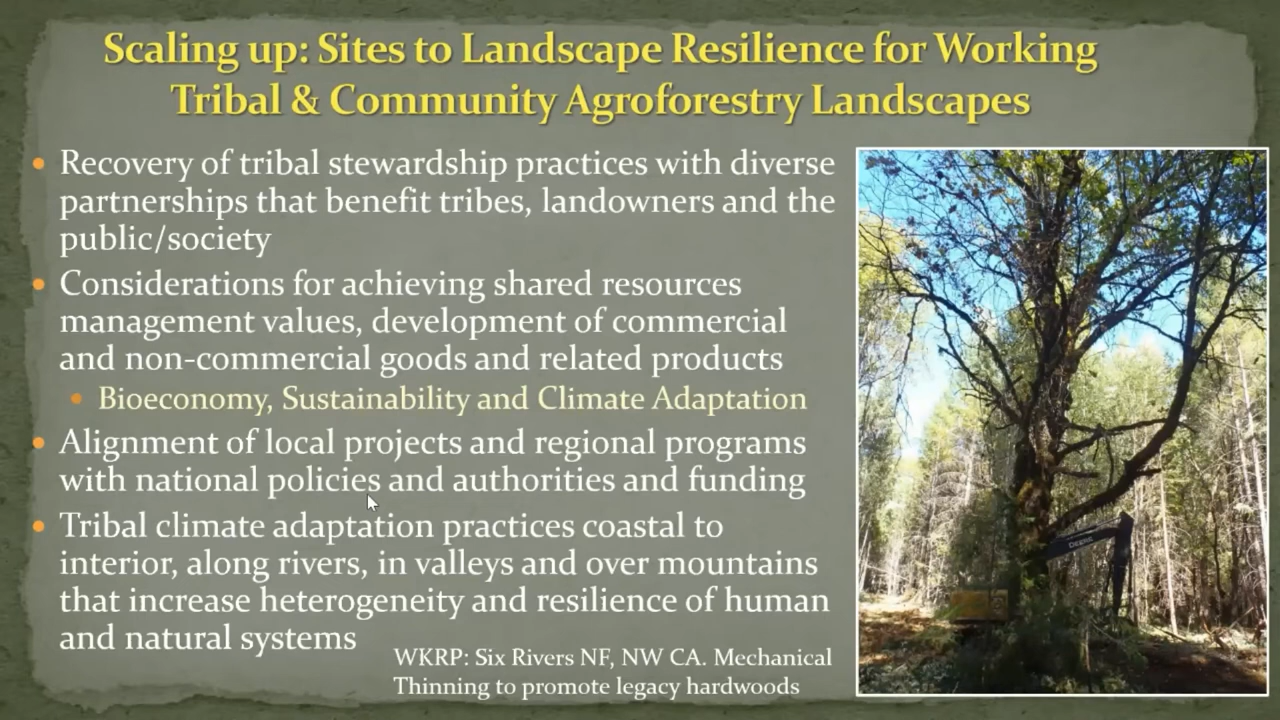 Scaling up: Sites to Landscape Resilience for Working
Tribal & Community Agroforestry Landscapes
• Recovery of tribal stewardship practices with diverse
partnerships that benefit tribes, landowners and the
public/society
• Considerations for achieving shared resources
management values, development of commercial
and non-commercial goods and related products
• Bioeconomy, Sustainability and Climate Adaptation
• Alignment of local projects and regional programs
with national policies and authorities and funding
• Tribal climate adaptation practices coastal to
interior, along rivers, in valleys and over mountains
that increase heterogeneity and resilience of human
and natural systems
WKRP: Six Rivers NF, NW CA. Mechanical
Thinning to promote legacy hardwoods
DEERE